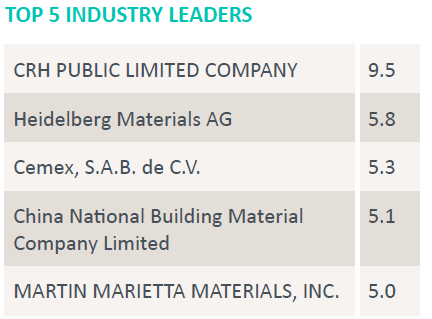 TOP 5 INDUSTRY LEADERS
CRH PUBLIC LIMITED COMPANY 9.5
Heidelberg Materials AG 5.8
Cemex, S.A.B. de C.V. 5.3
China National Building Material 5.1
Company Limited
MARTIN MARIETTA MATERIALS, INC. 5.0